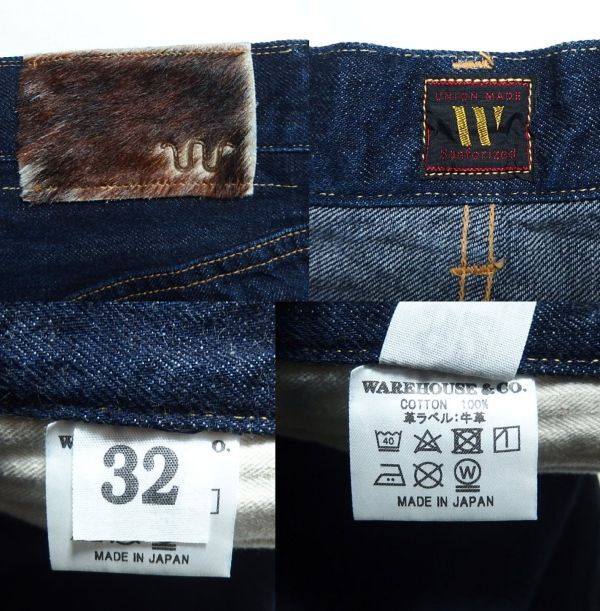 W
UNION MADE
W
Sanforized
W O.
32
MADE IN JAPAN
WAREHOUSE & CO.
COTTON 100%
革ラベル:牛革
40
W
MADE IN JAPAN